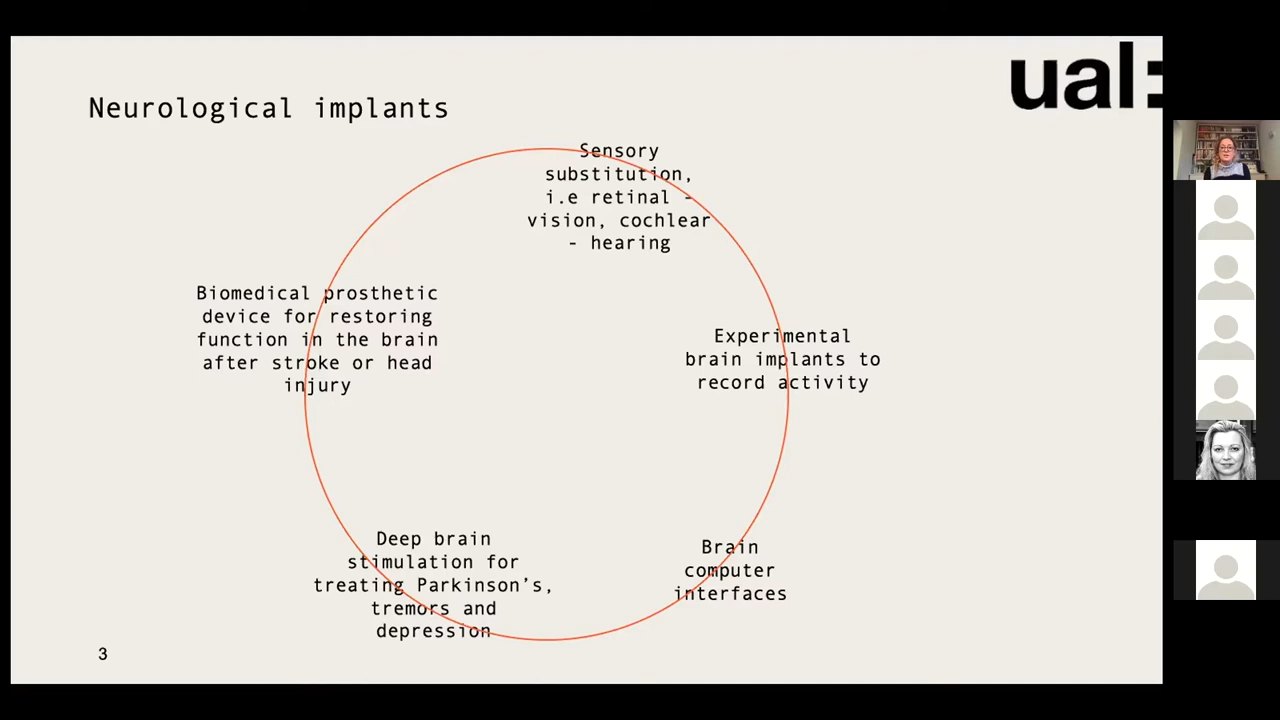 ual:
Neurological implants
Sensory
substitution,
i.e retinal -
vision, cochlear
- hearing
Biomedical prosthetic
device for restoring
function in the brain
after stroke or head
injury
Experimental
brain implants to
record activity
Deep brain
stimulation for
treating Parkinson’s,
tremors and
depression
Brain
computer
interfaces
3